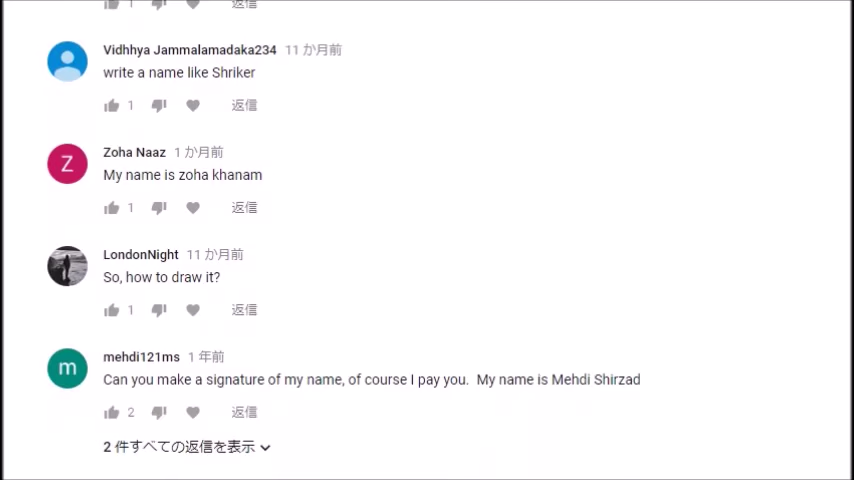 1 返信
Vidhhya Jammalamadaka234 11 か月前
write a name like Shriker
1 返信
Z
Zoha Naaz 1 か月前
My name is zoha khanam
1 返信
LondonNight 11 か月前
So, how to draw it?
1 返信
m
mehdi121ms 1 年前
Can you make a signature of my name, of course I pay you. My name is Mehdi Shirzad
2 返信
2 件すべての返信を表示